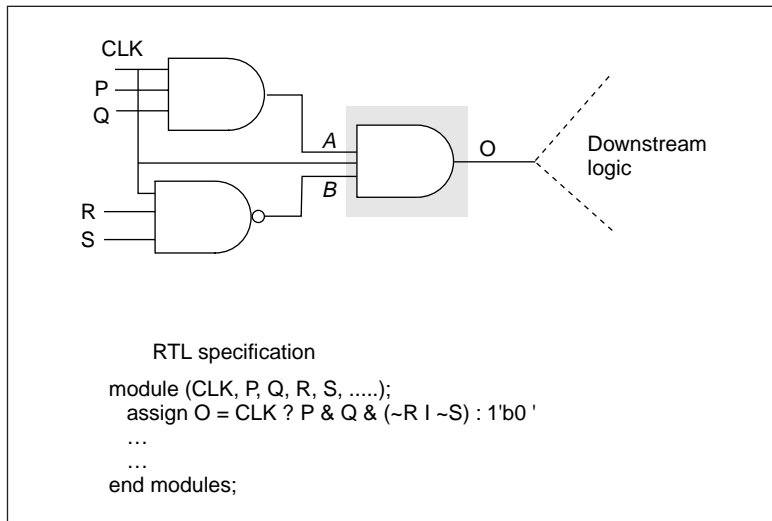 CLK
P
Q
A
O
Downstream
logic
B
R
S
RTL specification
module (CLK, P, Q, R, S, .....);
assign O = CLK ? P & Q & (~R I ~S) : 1'b0 '
…
…
end modules;